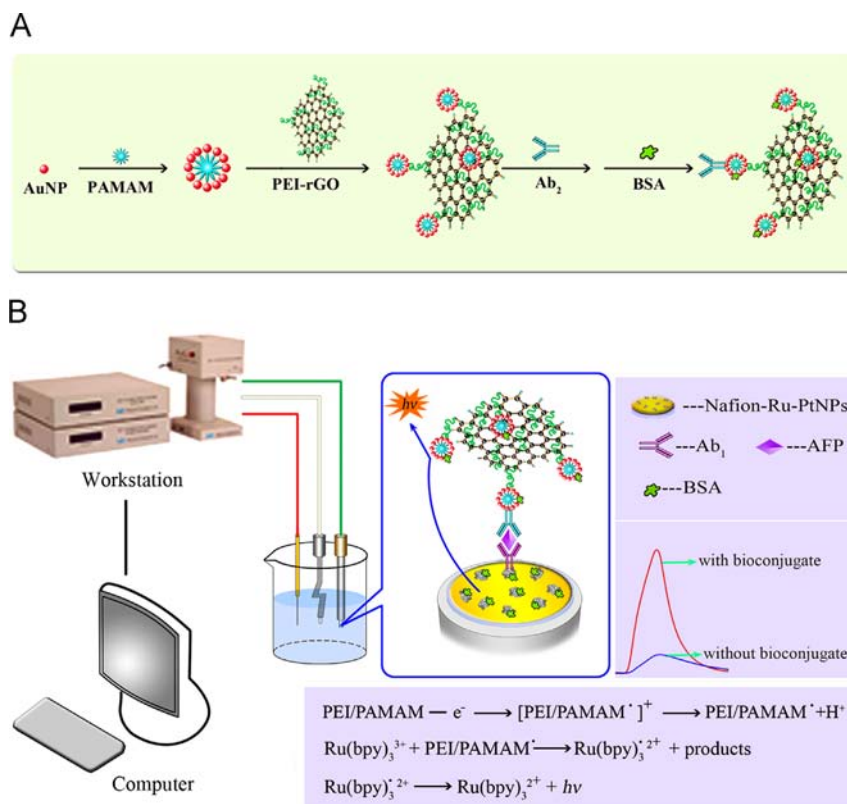 A
AuNP
PAMAM
PEI-rGO
Ab₂
BSA
B
Workstation
Computer
hν
---Nafion-Ru-PtNPs
---Ab₁ ---AFP
---BSA
with bioconjugate
without bioconjugate
PEI/PAMAM — e⁻ ⟶ [PEI/PAMAM˙]⁺ ⟶ PEI/PAMAM˙+H⁺
Ru(bpy)₃³⁺ + PEI/PAMAM˙ ⟶ Ru(bpy)₃˙²⁺ + products
Ru(bpy)₃˙²⁺ ⟶ Ru(bpy)₃²⁺ + hν